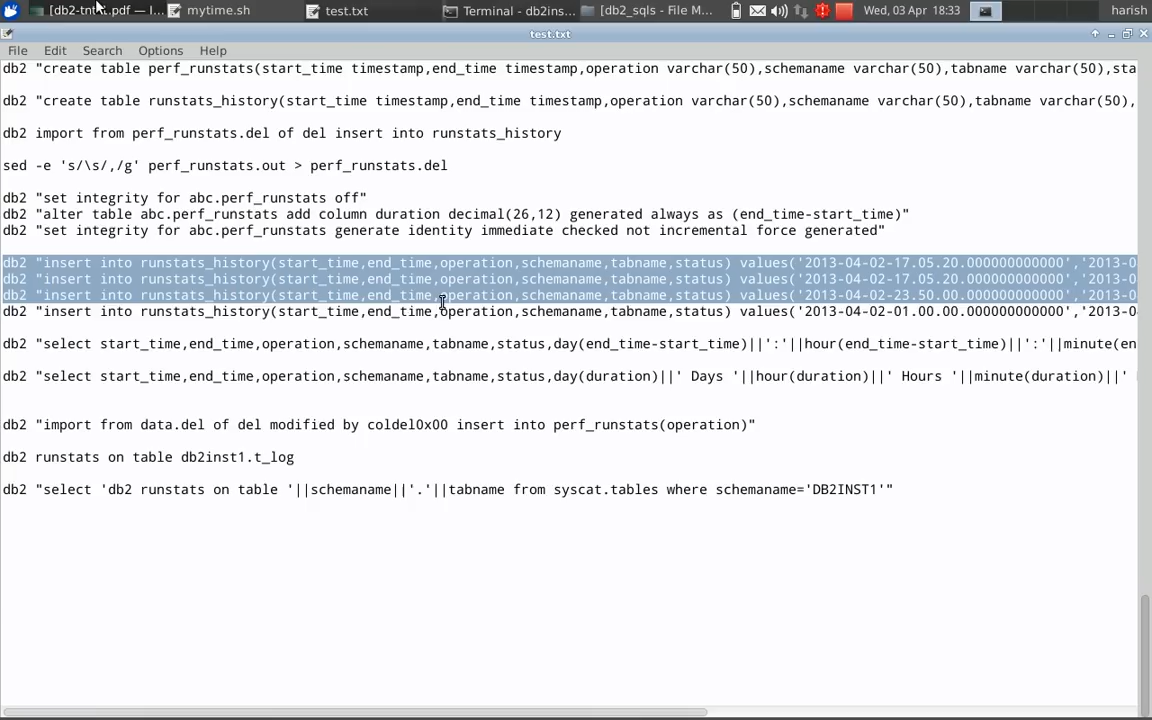 [db2-tnt...pdf — I... mytime.sh test.txt Terminal - db2ins... [db2_sqls - File M... Wed, 03 Apr 18:33 harish
test.txt
File Edit Search Options Help
db2 "create table perf_runstats(start_time timestamp,end_time timestamp,operation varchar(50),schemaname varchar(50),tabname varchar(50),sta
db2 "create table runstats_history(start_time timestamp,end_time timestamp,operation varchar(50),schemaname varchar(50),tabname varchar(50),
db2 import from perf_runstats.del of del insert into runstats_history
sed -e 's/\s/,/g' perf_runstats.out > perf_runstats.del
db2 "set integrity for abc.perf_runstats off"
db2 "alter table abc.perf_runstats add column duration decimal(26,12) generated always as (end_time-start_time)"
db2 "set integrity for abc.perf_runstats generate identity immediate checked not incremental force generated"
db2 "insert into runstats_history(start_time,end_time,operation,schemaname,tabname,status) values('2013-04-02-17.05.20.000000000000','2013-0
db2 "insert into runstats_history(start_time,end_time,operation,schemaname,tabname,status) values('2013-04-02-17.05.20.000000000000','2013-0
db2 "insert into runstats_history(start_time,end_time,operation,schemaname,tabname,status) values('2013-04-02-23.50.00.000000000000','2013-0
db2 "insert into runstats_history(start_time,end_time,operation,schemaname,tabname,status) values('2013-04-02-01.00.00.000000000000','2013-0
db2 "select start_time,end_time,operation,schemaname,tabname,status,day(end_time-start_time)||':'||hour(end_time-start_time)||':'||minute(en
db2 "select start_time,end_time,operation,schemaname,tabname,status,day(duration)||' Days '||hour(duration)||' Hours '||minute(duration)||'
db2 "import from data.del of del modified by coldel0x00 insert into perf_runstats(operation)"
db2 runstats on table db2inst1.t_log
db2 "select 'db2 runstats on table '||schemaname||'.'||tabname from syscat.tables where schemaname='DB2INST1'"